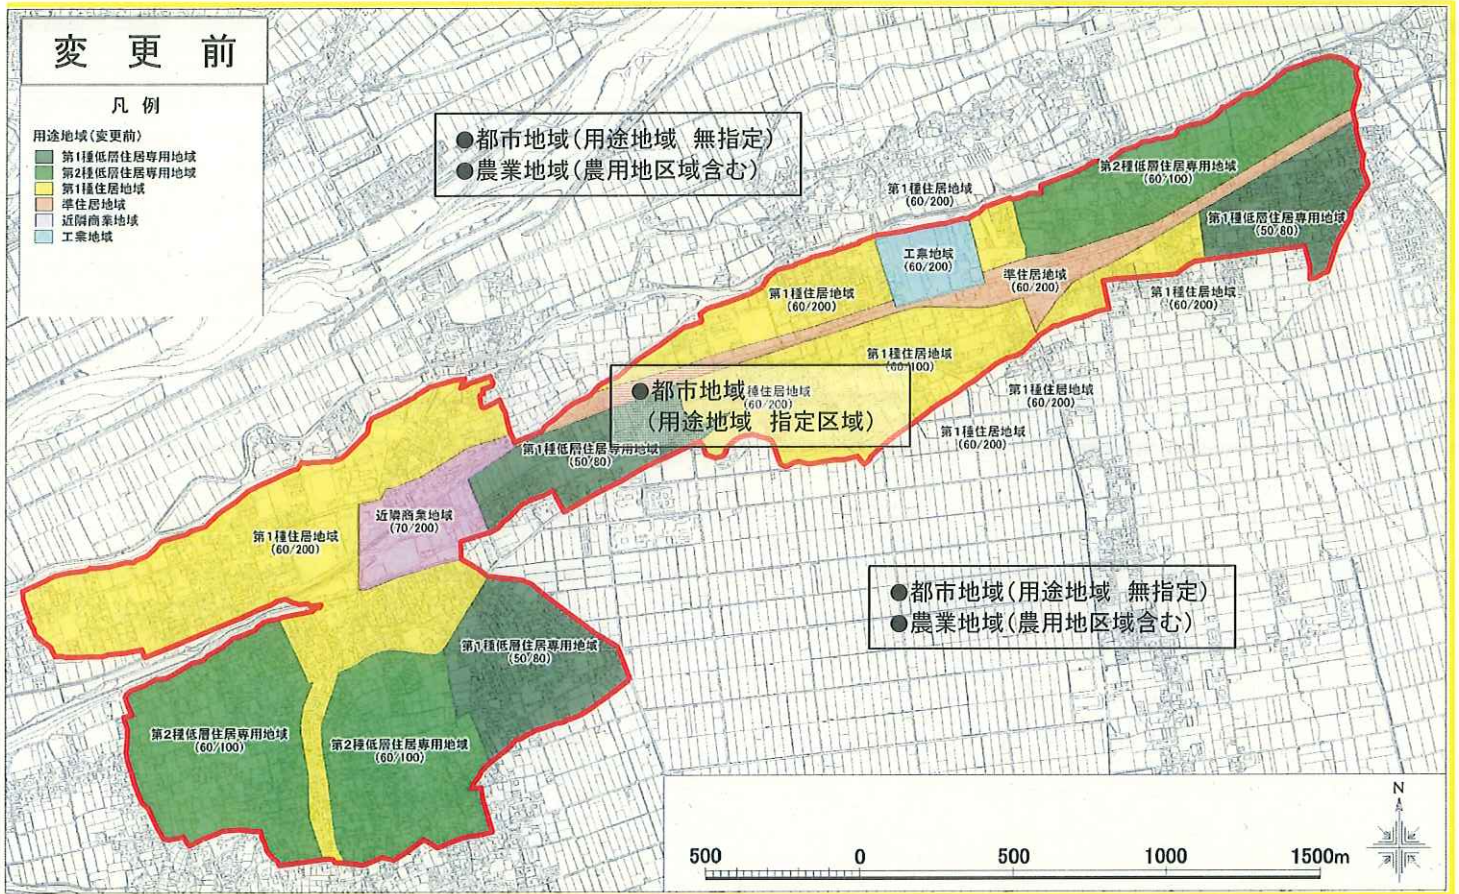 変更前
凡例
用途地域(変更前)
第1種低層住居専用地域
第2種低層住居専用地域
第1種住居地域
準住居地域
近隣商業地域
工業地域
●都市地域(用途地域 無指定)
●農業地域(農用地区域含む)
第2種低層住居専用地域
(60/100)
第1種住居地域
(60/200)
第1種低層住居専用地域
(50/80)
工業地域
(60/200)
準住居地域
(60/200)
第1種住居地域
(60/200)
第1種住居地域
(60/200)
第1種住居地域
(60/100)
●都市地域
(用途地域 指定区域)
種住居地域
(60/200)
第1種住居地域
(60/200)
第1種住居地域
(60/200)
第1種低層住居専用地域
(50/80)
近隣商業地域
(70/200)
第1種住居地域
(60/200)
●都市地域(用途地域 無指定)
●農業地域(農用地区域含む)
第1種低層住居専用地域
(50/80)
第2種低層住居専用地域
(60/100)
第2種低層住居専用地域
(60/100)
N
500 0 500 1000 1500m